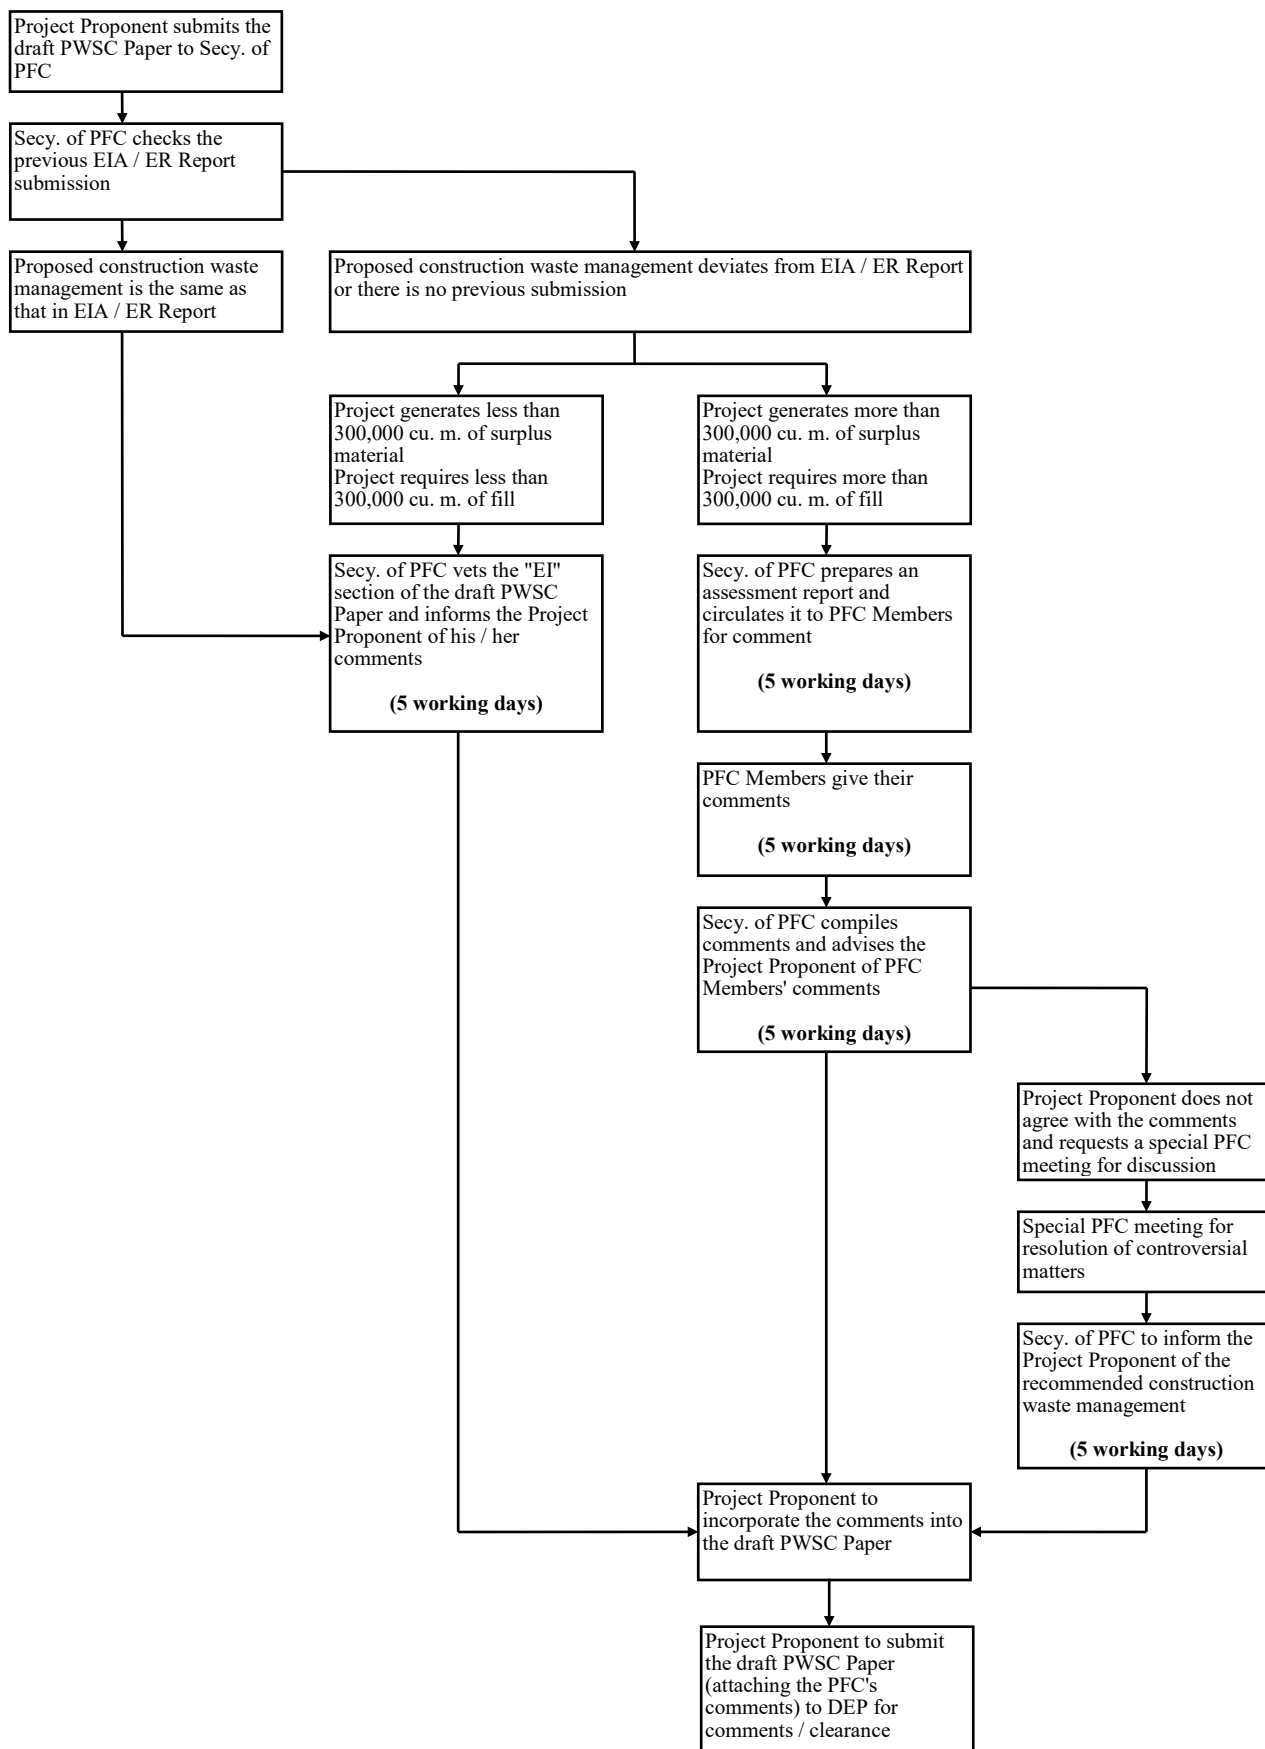 Project Proponent submits the
draft PWSC Paper to Secy. of
PFC
Secy. of PFC checks the
previous EIA / ER Report
submission
Proposed construction waste
management is the same as
that in EIA / ER Report
Proposed construction waste management deviates from EIA / ER Report
or there is no previous submission
Project generates less than
300,000 cu. m. of surplus
material
Project requires less than
300,000 cu. m. of fill
Project generates more than
300,000 cu. m. of surplus
material
Project requires more than
300,000 cu. m. of fill
Secy. of PFC vets the "EI"
section of the draft PWSC
Paper and informs the Project
Proponent of his / her
comments
(5 working days)
Secy. of PFC prepares an
assessment report and
circulates it to PFC Members
for comment
(5 working days)
PFC Members give their
comments
(5 working days)
Secy. of PFC compiles
comments and advises the
Project Proponent of PFC
Members' comments
(5 working days)
Project Proponent does not
agree with the comments
and requests a special PFC
meeting for discussion
Special PFC meeting for
resolution of controversial
matters
Secy. of PFC to inform the
Project Proponent of the
recommended construction
waste management
(5 working days)
Project Proponent to
incorporate the comments into
the draft PWSC Paper
Project Proponent to submit
the draft PWSC Paper
(attaching the PFC's
comments) to DEP for
comments / clearance